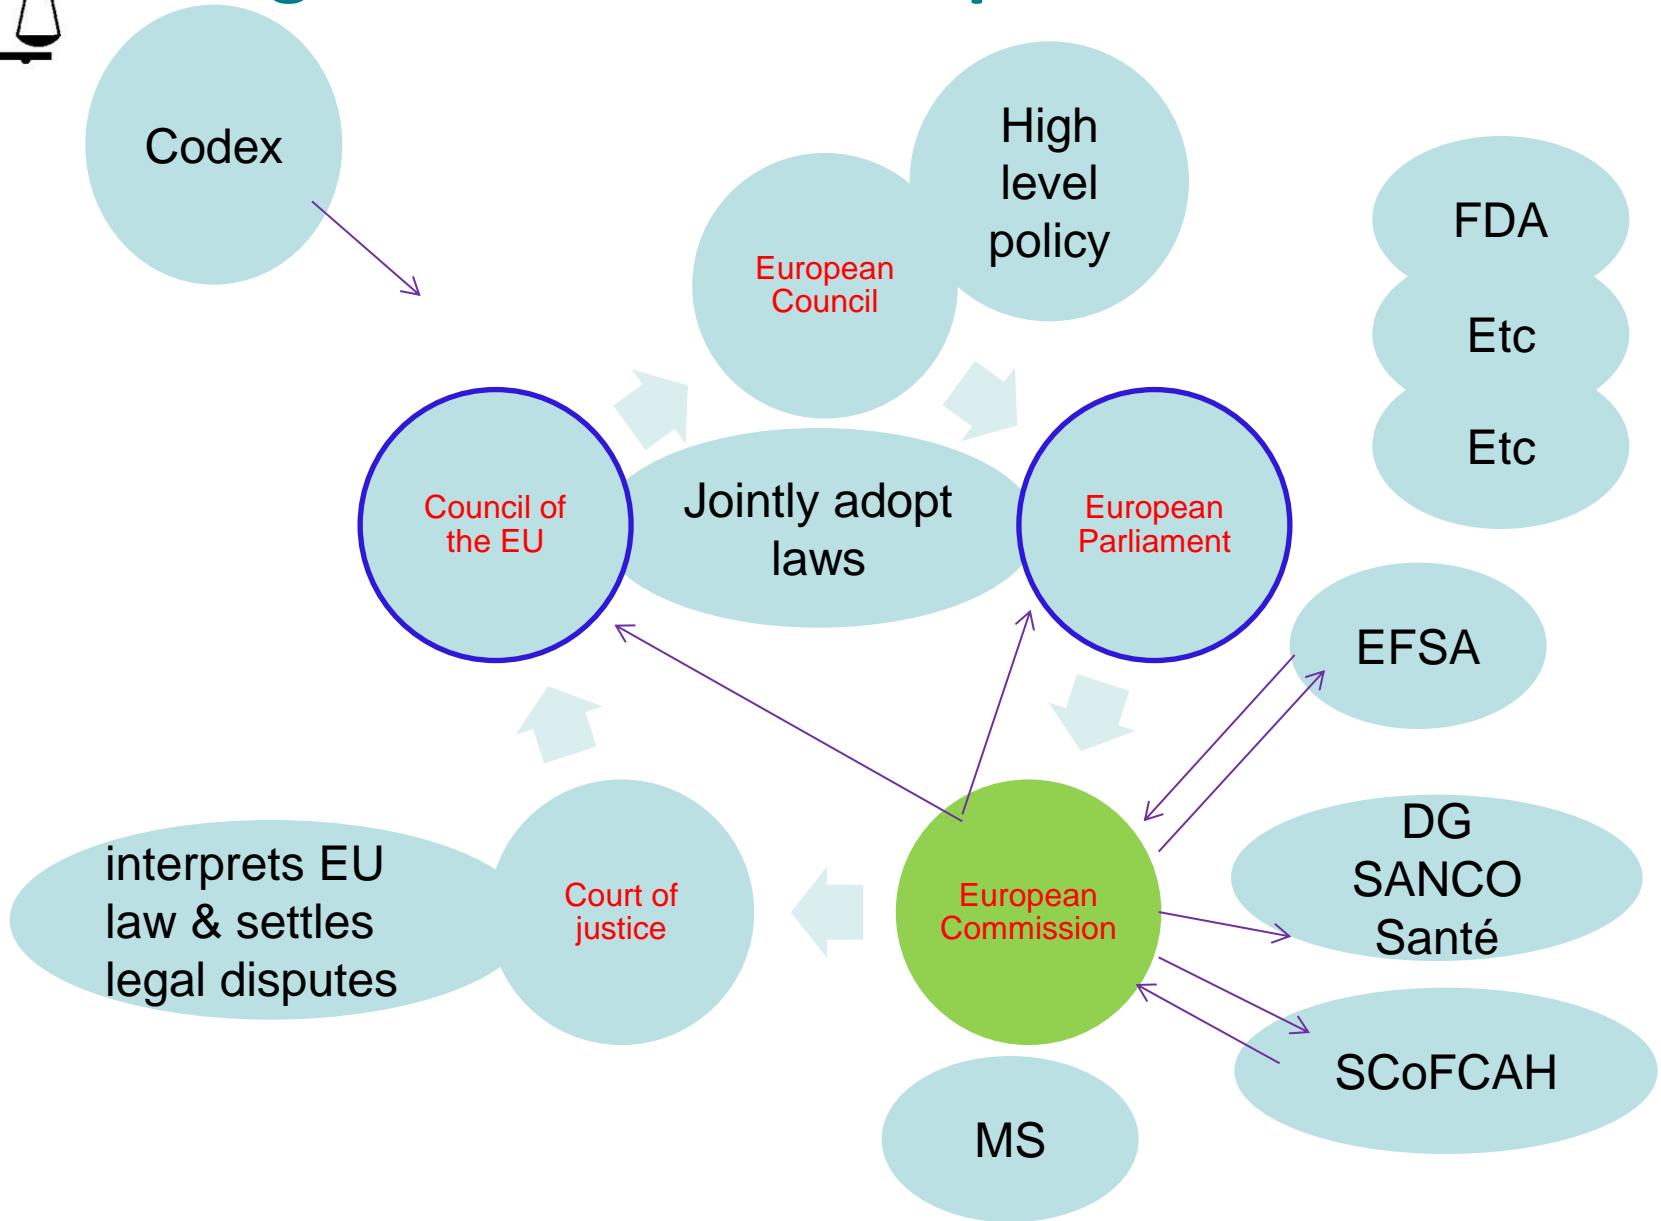 Codex
High
level
policy
European
Council
FDA
Etc
Etc
Council of
the EU
Jointly adopt
laws
European
Parliament
EFSA
DG
SANCO
Santé
interprets EU
law & settles
legal disputes
Court of
justice
European
Commission
SCoFCAH
MS